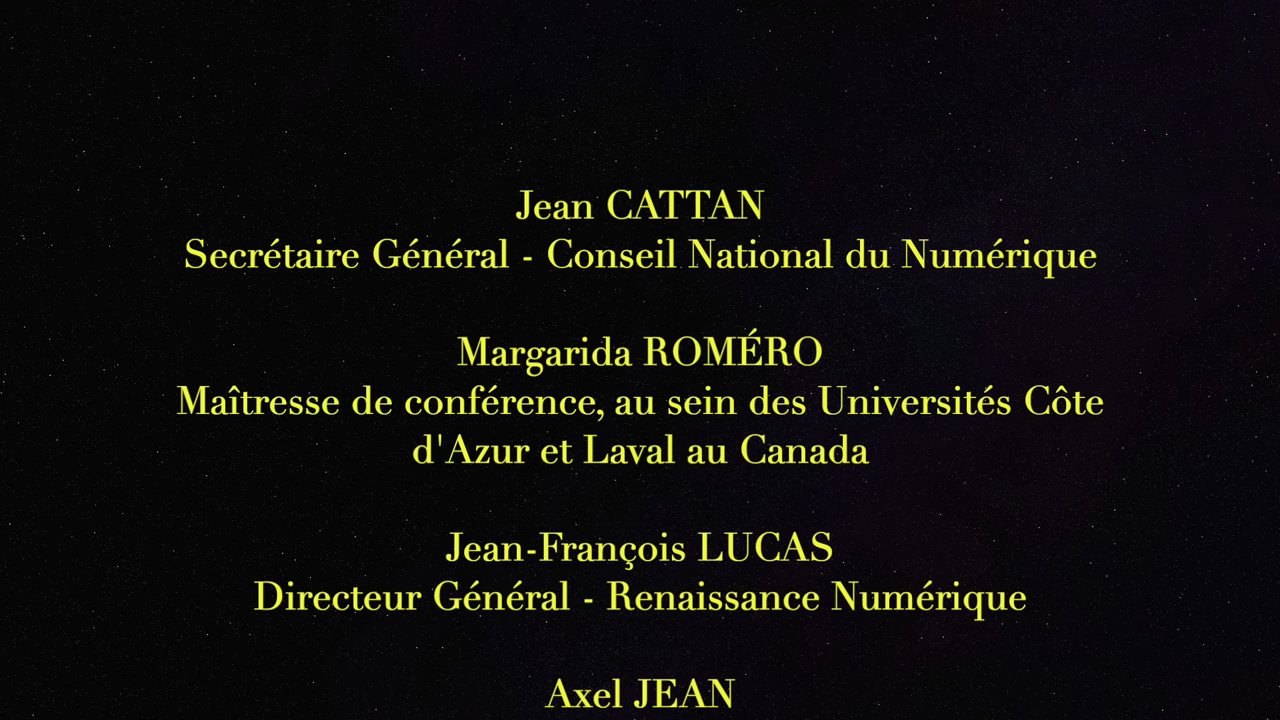 Jean CATTAN
Secrétaire Général - Conseil National du Numérique
Margarida ROMÉRO
Maîtresse de conférence, au sein des Universités Côte
d'Azur et Laval au Canada
Jean-François LUCAS
Directeur Général - Renaissance Numérique
Axel JEAN